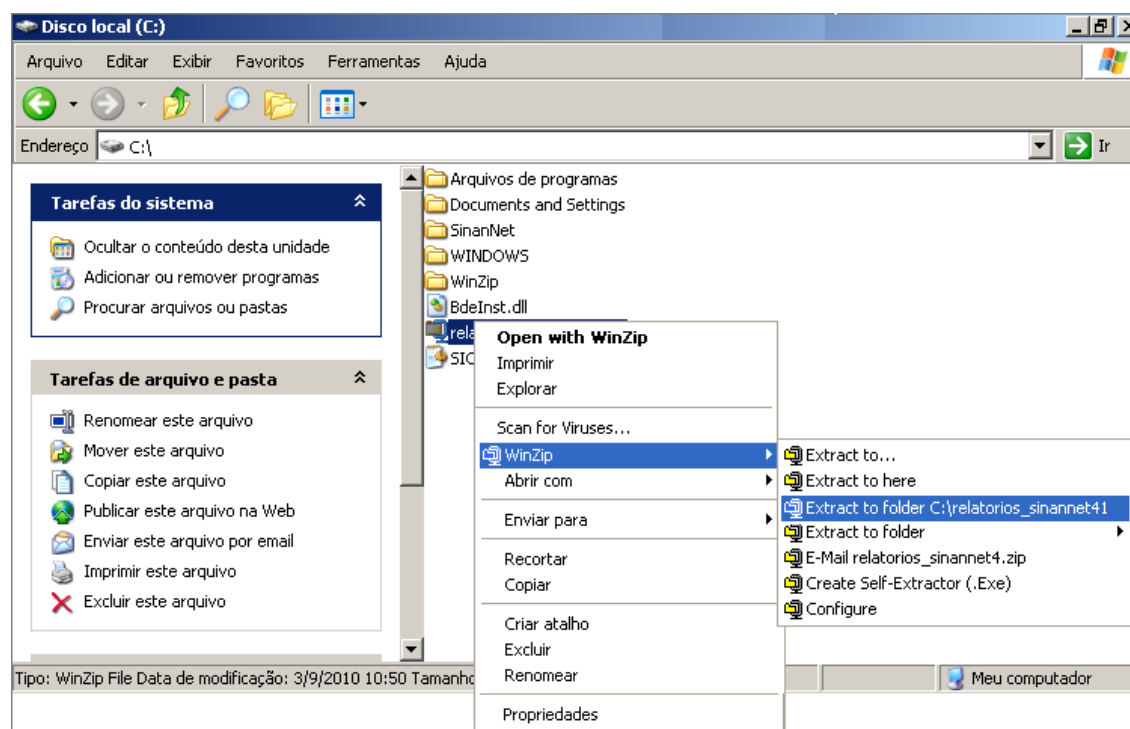 Disco local (C:)
Arquivo Editar Exibir Favoritos Ferramentas Ajuda
Endereço C:\ Ir
Tarefas do sistema
Ocultar o conteúdo desta unidade
Adicionar ou remover programas
Procurar arquivos ou pastas
Tarefas de arquivo e pasta
Renomear este arquivo
Mover este arquivo
Copiar este arquivo
Publicar este arquivo na Web
Enviar este arquivo por email
Imprimir este arquivo
Excluir este arquivo
Arquivos de programas
Documents and Settings
SinanNet
WINDOWS
WinZip
BdeInst.dll
rela
SIC
Open with WinZip
Imprimir
Explorar
Scan for Viruses...
WinZip
Abrir com
Enviar para
Recortar
Copiar
Criar atalho
Excluir
Renomear
Propriedades
Extract to...
Extract to here
Extract to folder C:\relatorios_sinannet41
Extract to folder
E-Mail relatorios_sinannet4.zip
Create Self-Extractor (.Exe)
Configure
Tipo: WinZip File Data de modificação: 3/9/2010 10:50 Tamanho Meu computador